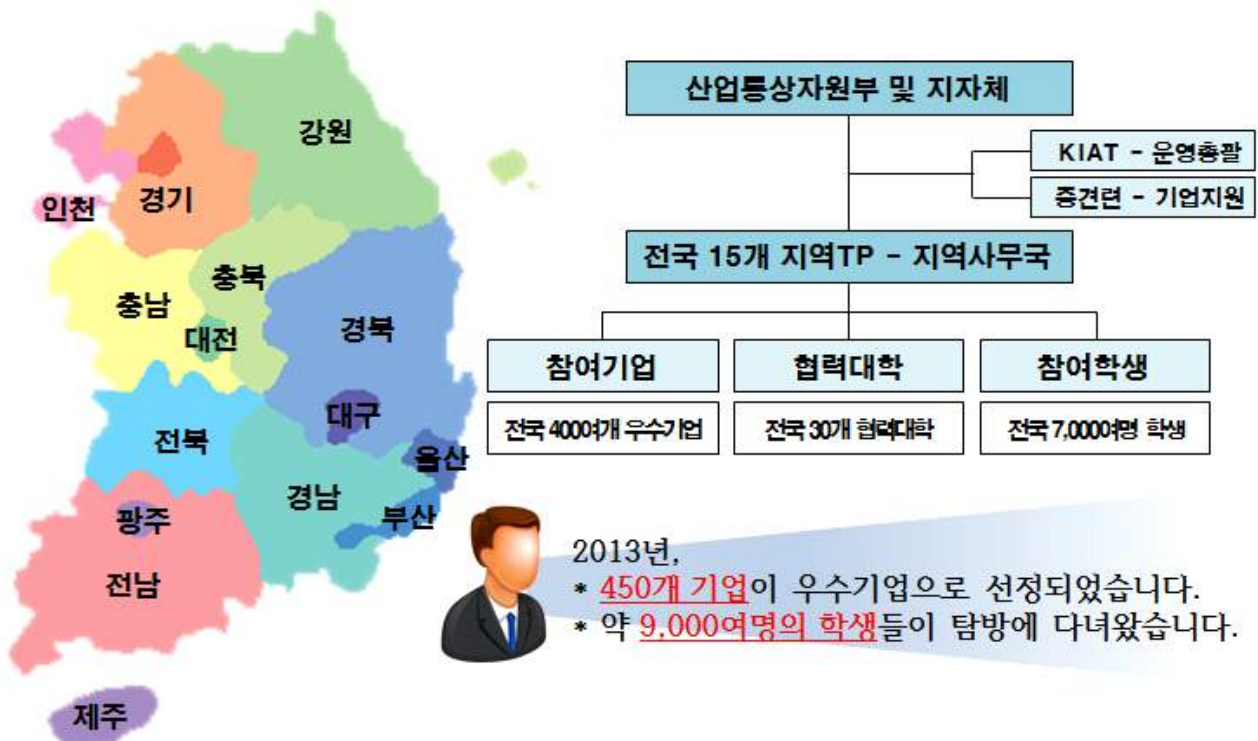 강원
경기
인천
충북
충남
대전
경북
대구
전북
울산
경남
부산
광주
전남
제주
산업통상자원부 및 지자체
KIAT - 운영총괄
중견련 - 기업지원
전국 15개 지역TP - 지역사무국
참여기업
협력대학
참여학생
전국 400여개 우수기업
전국 30개 협력대학
전국 7,000여명 학생
2013년,
* 450개 기업이 우수기업으로 선정되었습니다.
* 약 9,000여명의 학생들이 탐방에 다녀왔습니다.